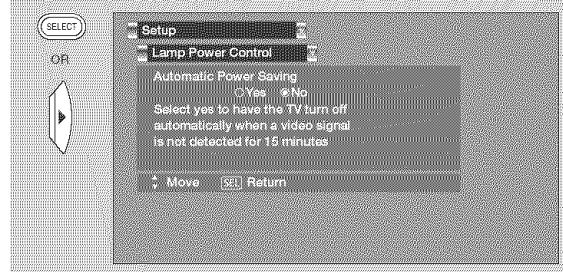 SELECT
OR
Setup
Lamp Power Control
Automatic Power Saving
Yes No
Select yes to have the TV turn off
automatically when a video signal
is not detected for 15 minutes
Move SEL Return